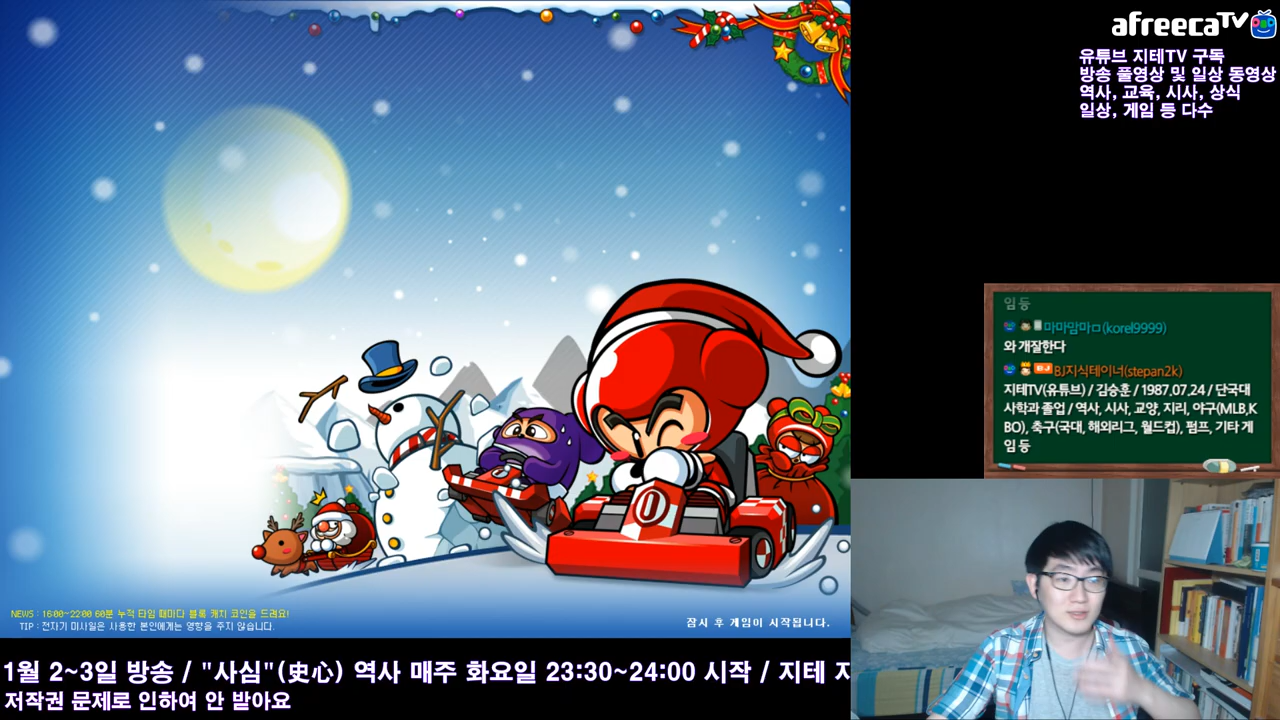 afreecaTV
유튜브 지테TV 구독
방송 풀영상 및 일상 동영상
역사, 교육, 시사, 상식
일상, 게임 등 다수
임 등
마마맘마ㅁ(korel9999)
와 개잘한다
BJ지식테이너(stepan2k)
지테TV(유튜브) / 김승훈 / 1987.07.24 / 단국대
사학과 졸업 / 역사, 시사, 교양, 지리, 야구(MLB,K
BO), 축구(국대, 해외리그, 월드컵), 펌프, 기타 게
임 등
NEWS : 16:00~22:00 60분 누적 타임 때마다 블록 캐치 코인을 드려요!
TIP : 전자기 미사일은 사용한 본인에게는 영향을 주지 않습니다.
잠시 후 게임이 시작됩니다.
1월 2~3일 방송 / "사심"(史心) 역사 매주 화요일 23:30~24:00 시작 / 지테
저작권 문제로 인하여 안 받아요